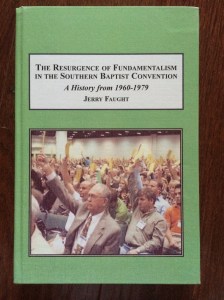 The Resurgence of Fundamentalism
in the Southern Baptist Convention
A History from 1960-1979
Jerry Faught